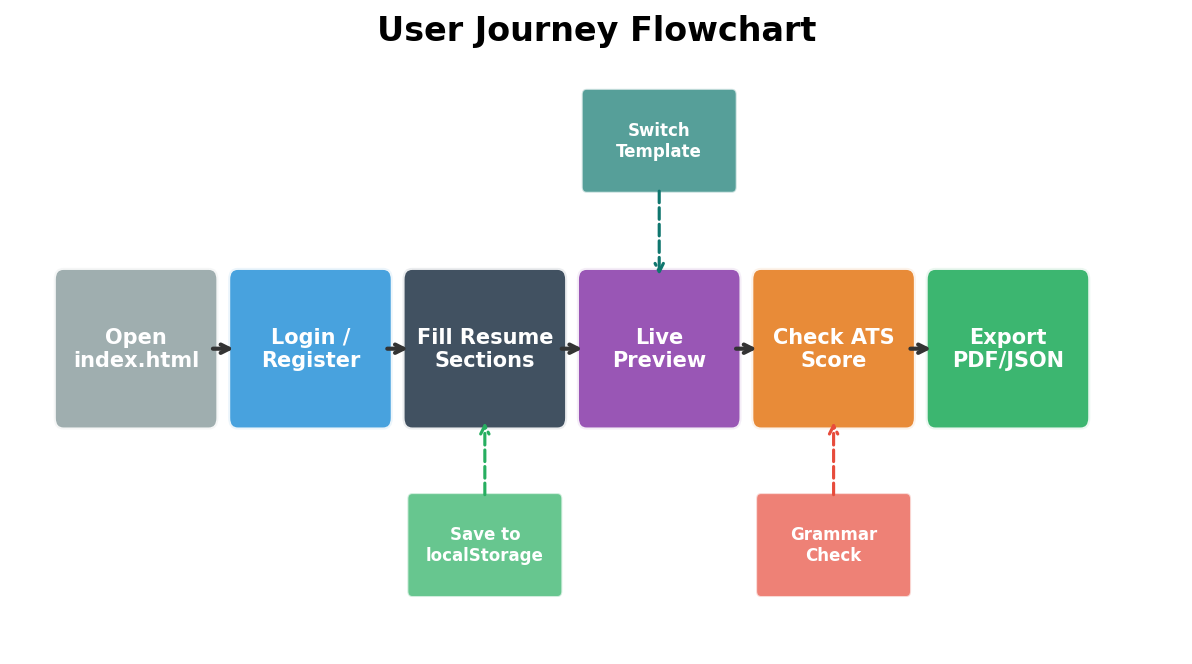 User Journey Flowchart
Switch
Template
Open
index.html
Login /
Register
Fill Resume
Sections
Live
Preview
Check ATS
Score
Export
PDF/JSON
Save to
localStorage
Grammar
Check